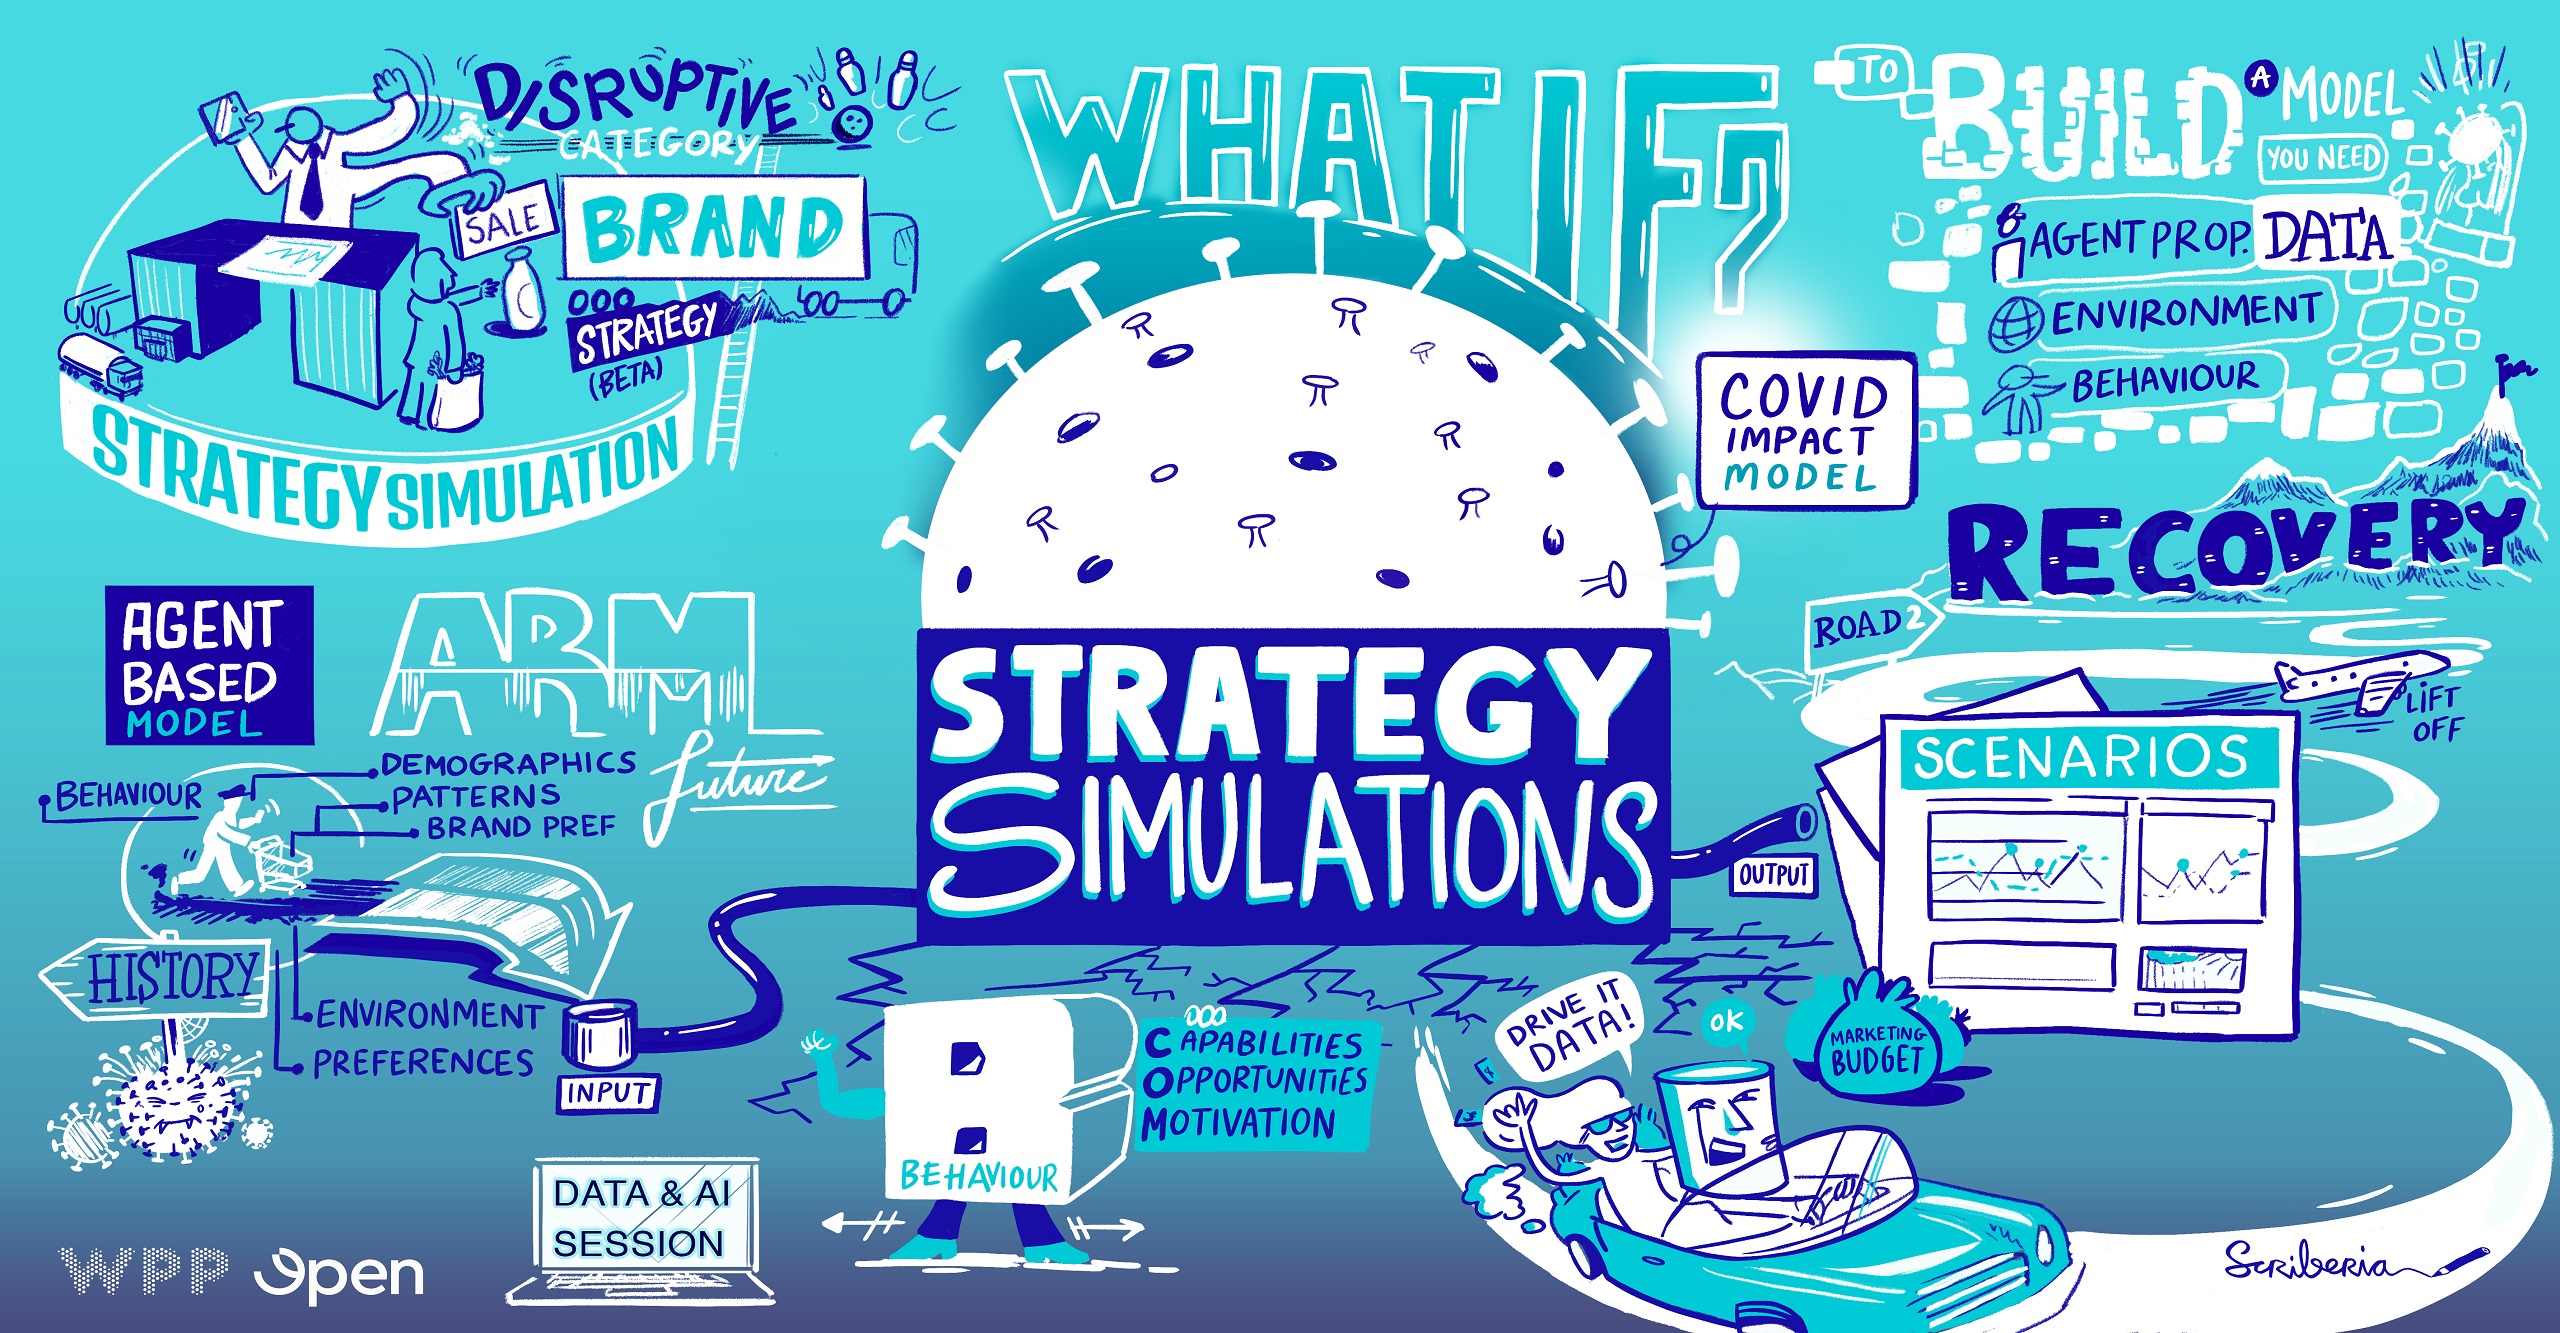 DISRUPTIVE
CATEGORY
SALE
BRAND
STRATEGY
(BETA)
STRATEGY SIMULATION
WHAT IF?
COVID
IMPACT
MODEL
TO
BUILD A MODEL
YOU NEED
AGENT PROP. DATA
ENVIRONMENT
BEHAVIOUR
RECOVERY
ROAD 2
LIFT
OFF
AGENT
BASED
MODEL
ABM
future
BEHAVIOUR
DEMOGRAPHICS
PATTERNS
BRAND PREF
HISTORY
ENVIRONMENT
PREFERENCES
INPUT
STRATEGY
SIMULATIONS
OUTPUT
SCENARIOS
B
BEHAVIOUR
CAPABILITIES
OPPORTUNITIES
MOTIVATION
DRIVE IT
DATA!
OK
MARKETING
BUDGET
DATA & AI
SESSION
WPP Open
Scriberia